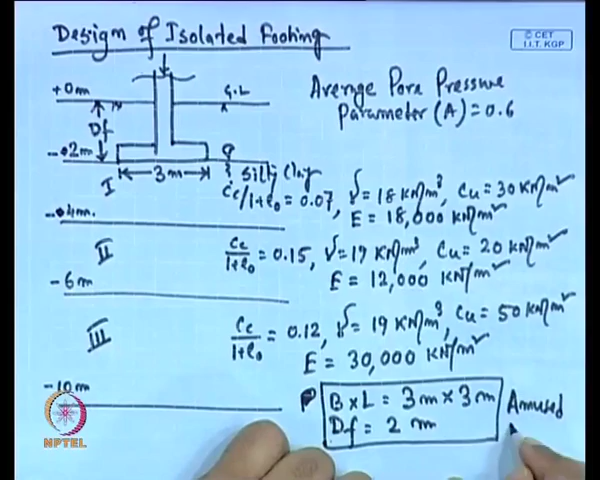 Design of Isolated Footing
© CET
I.I.T. KGP
+0m
G.L
Average Pore Pressure
Parameter (A) = 0.6
Df
-02m
3m
I
Silty clay
Cc/1+e0 = 0.07, γ = 18 KN/m³, Cu = 30 KN/m²
E = 18,000 KN/m²
-04m.
II
Cc/1+e0 = 0.15, γ = 17 KN/m³, Cu = 20 KN/m²
E = 12,000 KN/m²
-6m
III
Cc/1+e0 = 0.12, γ = 19 KN/m³, Cu = 50 KN/m²
E = 30,000 KN/m²
-10m
B x L = 3m x 3m Assumed
Df = 2 m
NPTEL